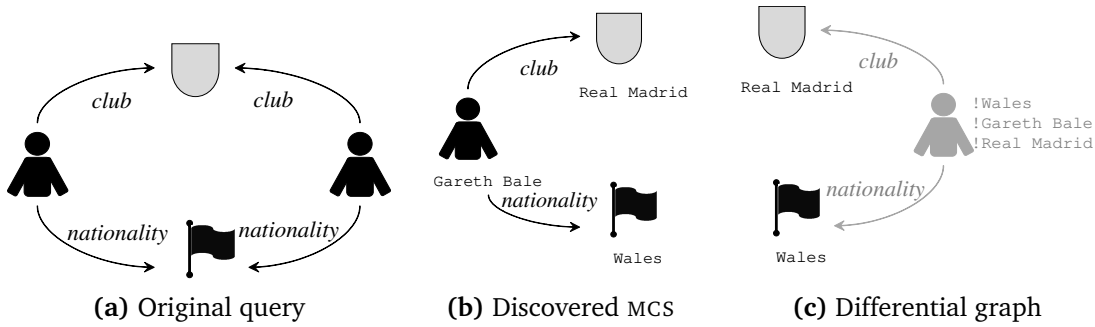 club
club
nationality
nationality
(a) Original query
club
Real Madrid
Gareth Bale
nationality
Wales
(b) Discovered MCS
Real Madrid
club
!Wales
!Gareth Bale
!Real Madrid
nationality
Wales
(c) Differential graph